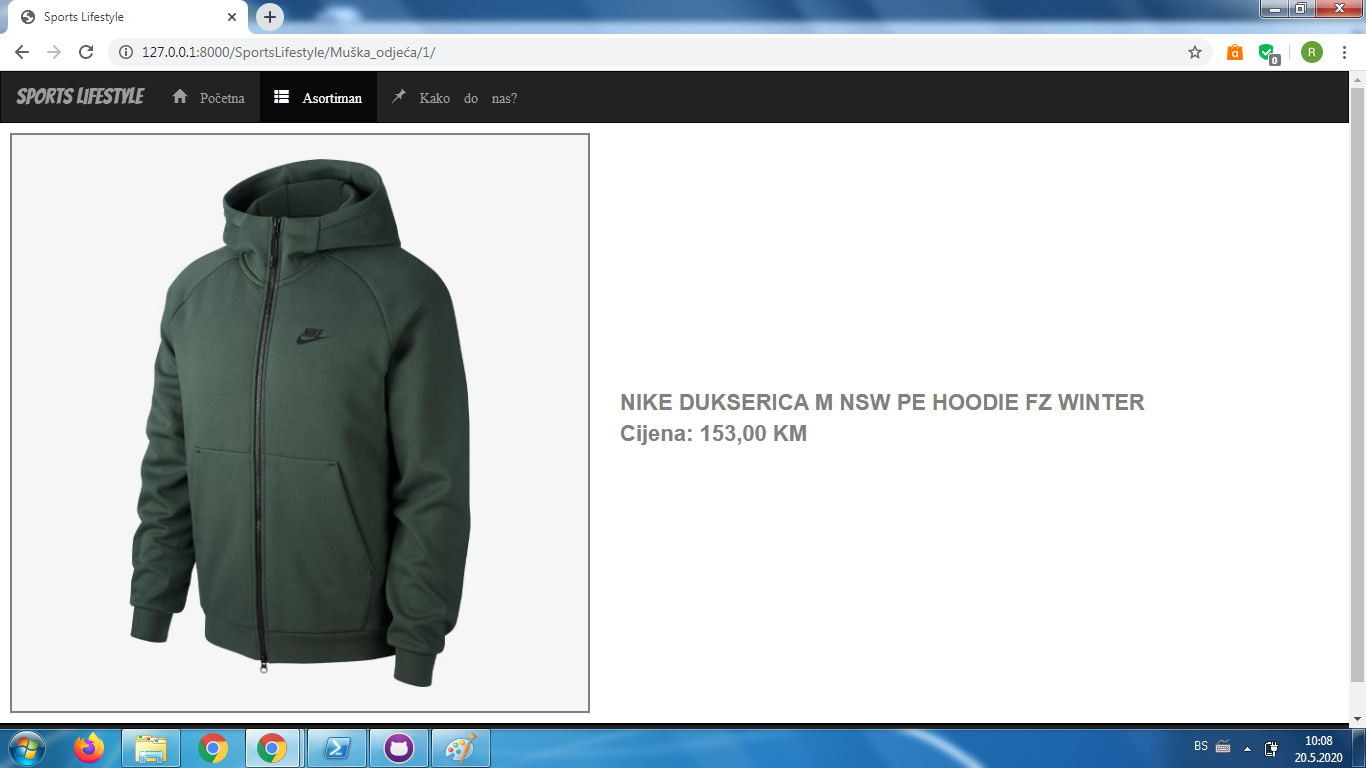 Sports Lifestyle
127.0.0.1:8000/SportsLifestyle/Muška_odjeća/1/
R
0
SPORTS LIFESTYLE Početna Asortiman Kako do nas?
NIKE
NIKE DUKSERICA M NSW PE HOODIE FZ WINTER
Cijena: 153,00 KM
BS
10:08
20.5.2020